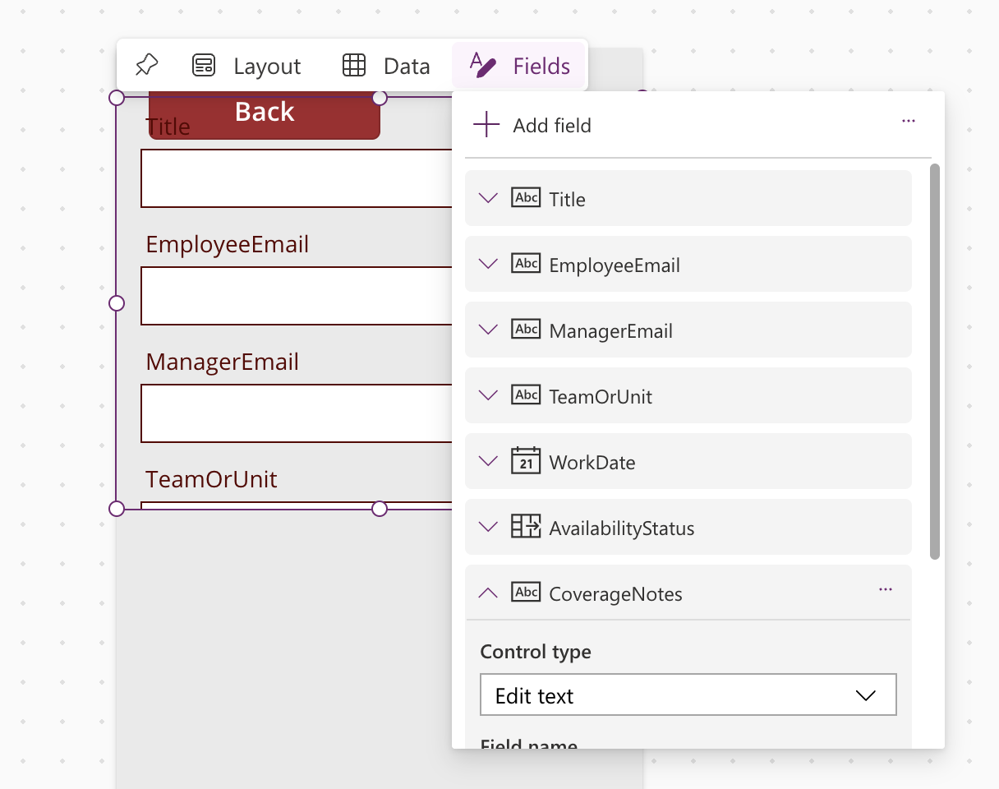 Layout
Data
Fields
Back
Title
EmployeeEmail
ManagerEmail
TeamOrUnit
Add field
Abc Title
Abc EmployeeEmail
Abc ManagerEmail
Abc TeamOrUnit
21 WorkDate
AvailabilityStatus
Abc CoverageNotes
Control type
Edit text
Field name